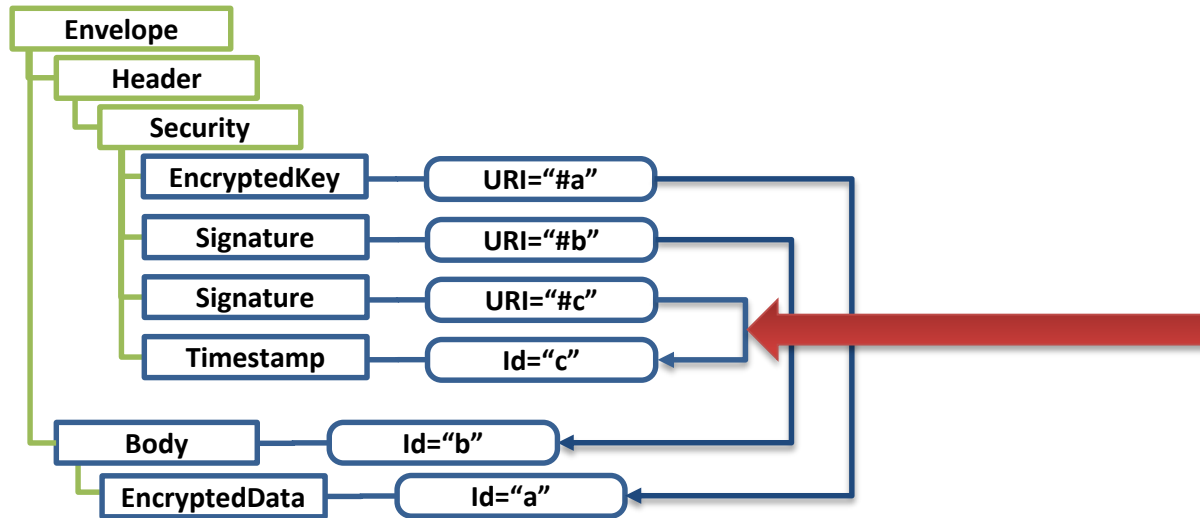 Envelope
Header
Security
EncryptedKey URI=“#a”
Signature URI=“#b”
Signature URI=“#c”
Timestamp Id=“c”
Body Id=“b”
EncryptedData Id=“a”